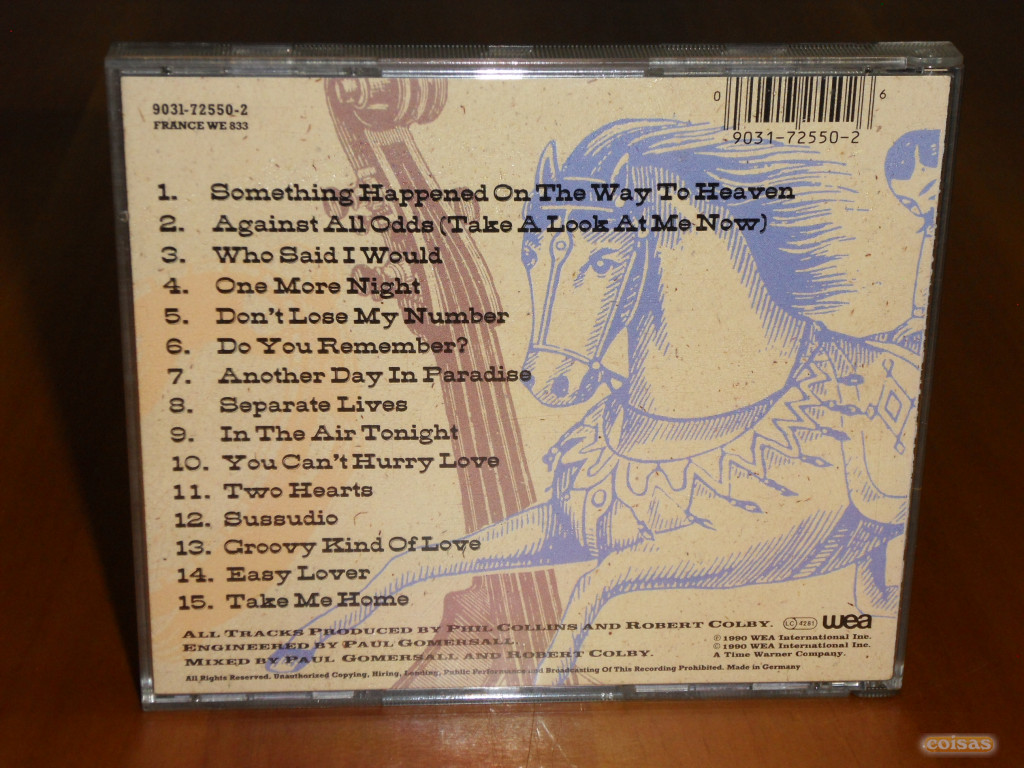 9031-72550-2
FRANCE WE 833
0 6
9031-72550-2
1. Something Happened On The Way To Heaven
2. Against All Odds (Take A Look At Me Now)
3. Who Said I Would
4. One More Night
5. Don't Lose My Number
6. Do You Remember?
7. Another Day In Paradise
8. Separate Lives
9. In The Air Tonight
10. You Can't Hurry Love
11. Two Hearts
12. Sussudio
13. Groovy Kind Of Love
14. Easy Lover
15. Take Me Home
All Tracks Produced by Phil Collins and Robert Colby.
Engineered by Paul Gomersall.
Mixed by Paul Gomersall and Robert Colby.
LC 4281 wea
℗ 1990 WEA International Inc.
© 1990 WEA International Inc.
A Time Warner Company.
All Rights Reserved. Unauthorized Copying, Hiring, Lending, Public Performance and Broadcasting Of This Recording Prohibited. Made in Germany
coisas